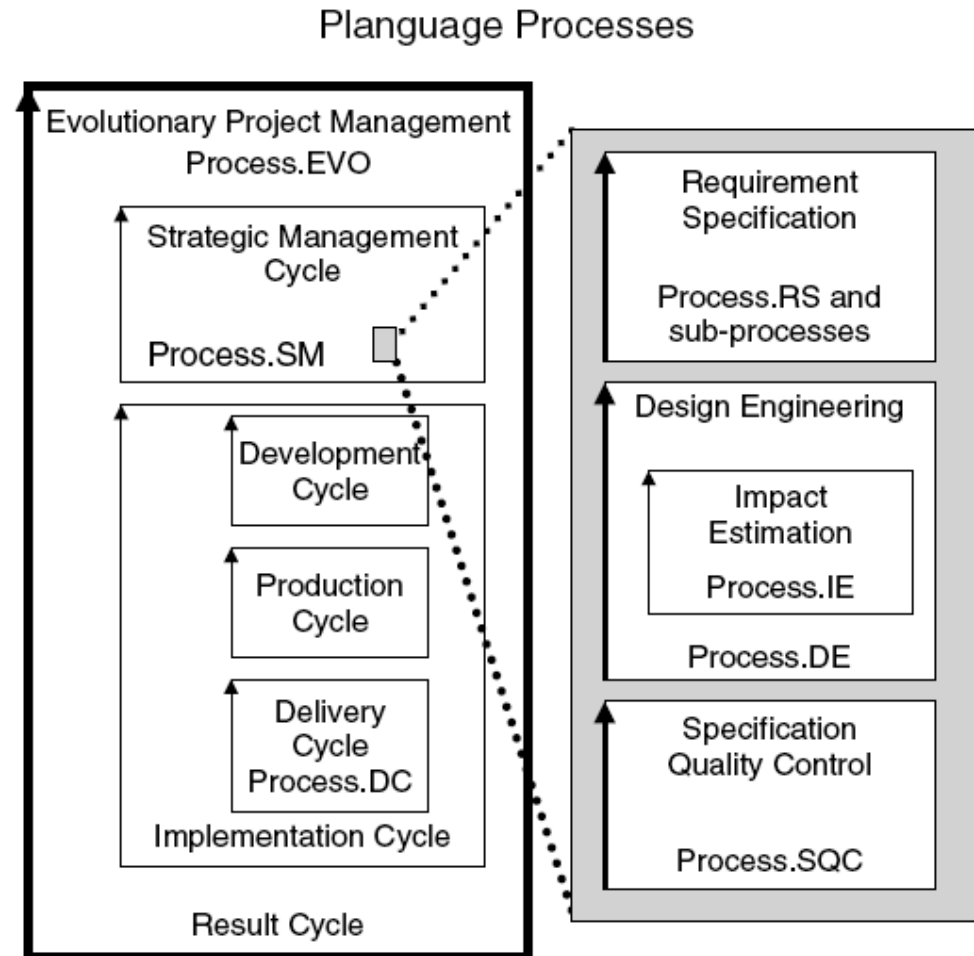 Planguage Processes
Evolutionary Project Management
Process.EVO
Strategic Management
Cycle
Process.SM
Development
Cycle
Production
Cycle
Delivery
Cycle
Process.DC
Implementation Cycle
Result Cycle
Requirement
Specification
Process.RS and
sub-processes
Design Engineering
Impact
Estimation
Process.IE
Process.DE
Specification
Quality Control
Process.SQC